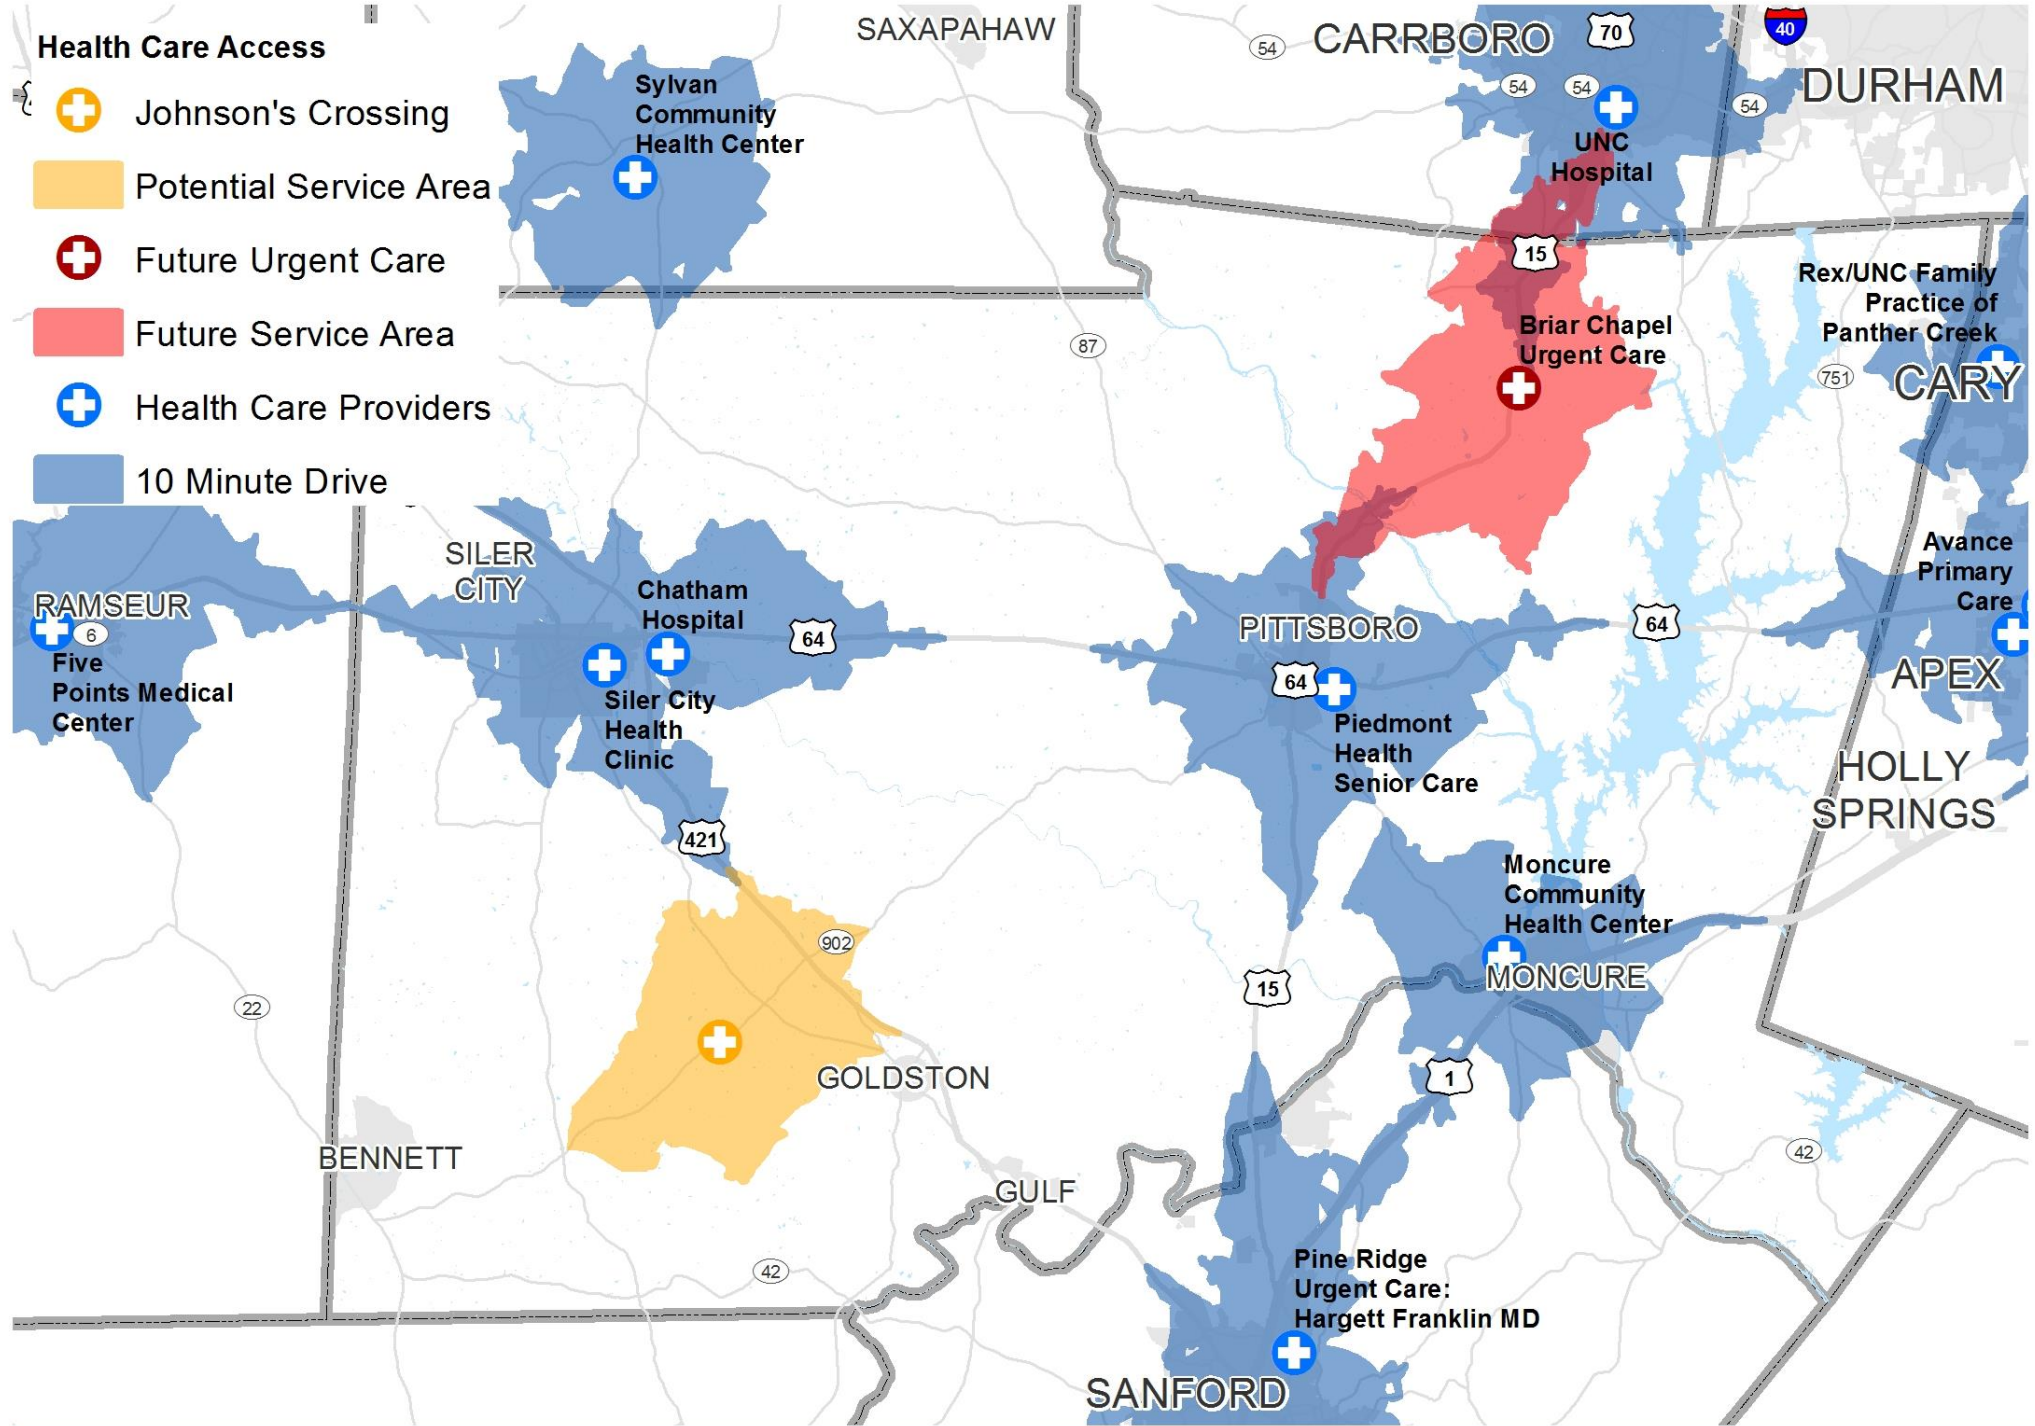 Health Care Access
Johnson's Crossing
Potential Service Area
Future Urgent Care
Future Service Area
Health Care Providers
10 Minute Drive
SAXAPAHAW
54
CARRBORO
70
40
DURHAM
54
54
54
Sylvan
Community
Health Center
UNC
Hospital
15
87
Briar Chapel
Urgent Care
Rex/UNC Family
Practice of
Panther Creek
751
CARY
SILER
CITY
RAMSEUR
6
Five
Points Medical
Center
Chatham
Hospital
64
Siler City
Health
Clinic
PITTSBORO
64
64
Piedmont
Health
Senior Care
Avance
Primary
Care
APEX
HOLLY
SPRINGS
421
Moncure
Community
Health Center
MONCURE
902
22
15
1
GOLDSTON
BENNETT
GULF
42
42
Pine Ridge
Urgent Care:
Hargett Franklin MD
SANFORD